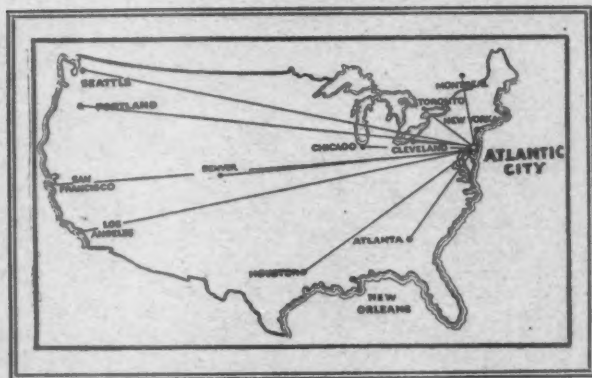 SEATTLE
MONTREAL
PORTLAND
TORONTO
NEW YORK
CHICAGO
CLEVELAND
ATLANTIC
CITY
DENVER
SAN
FRANCISCO
LOS
ANGELES
ATLANTA
HOUSTON
NEW
ORLEANS